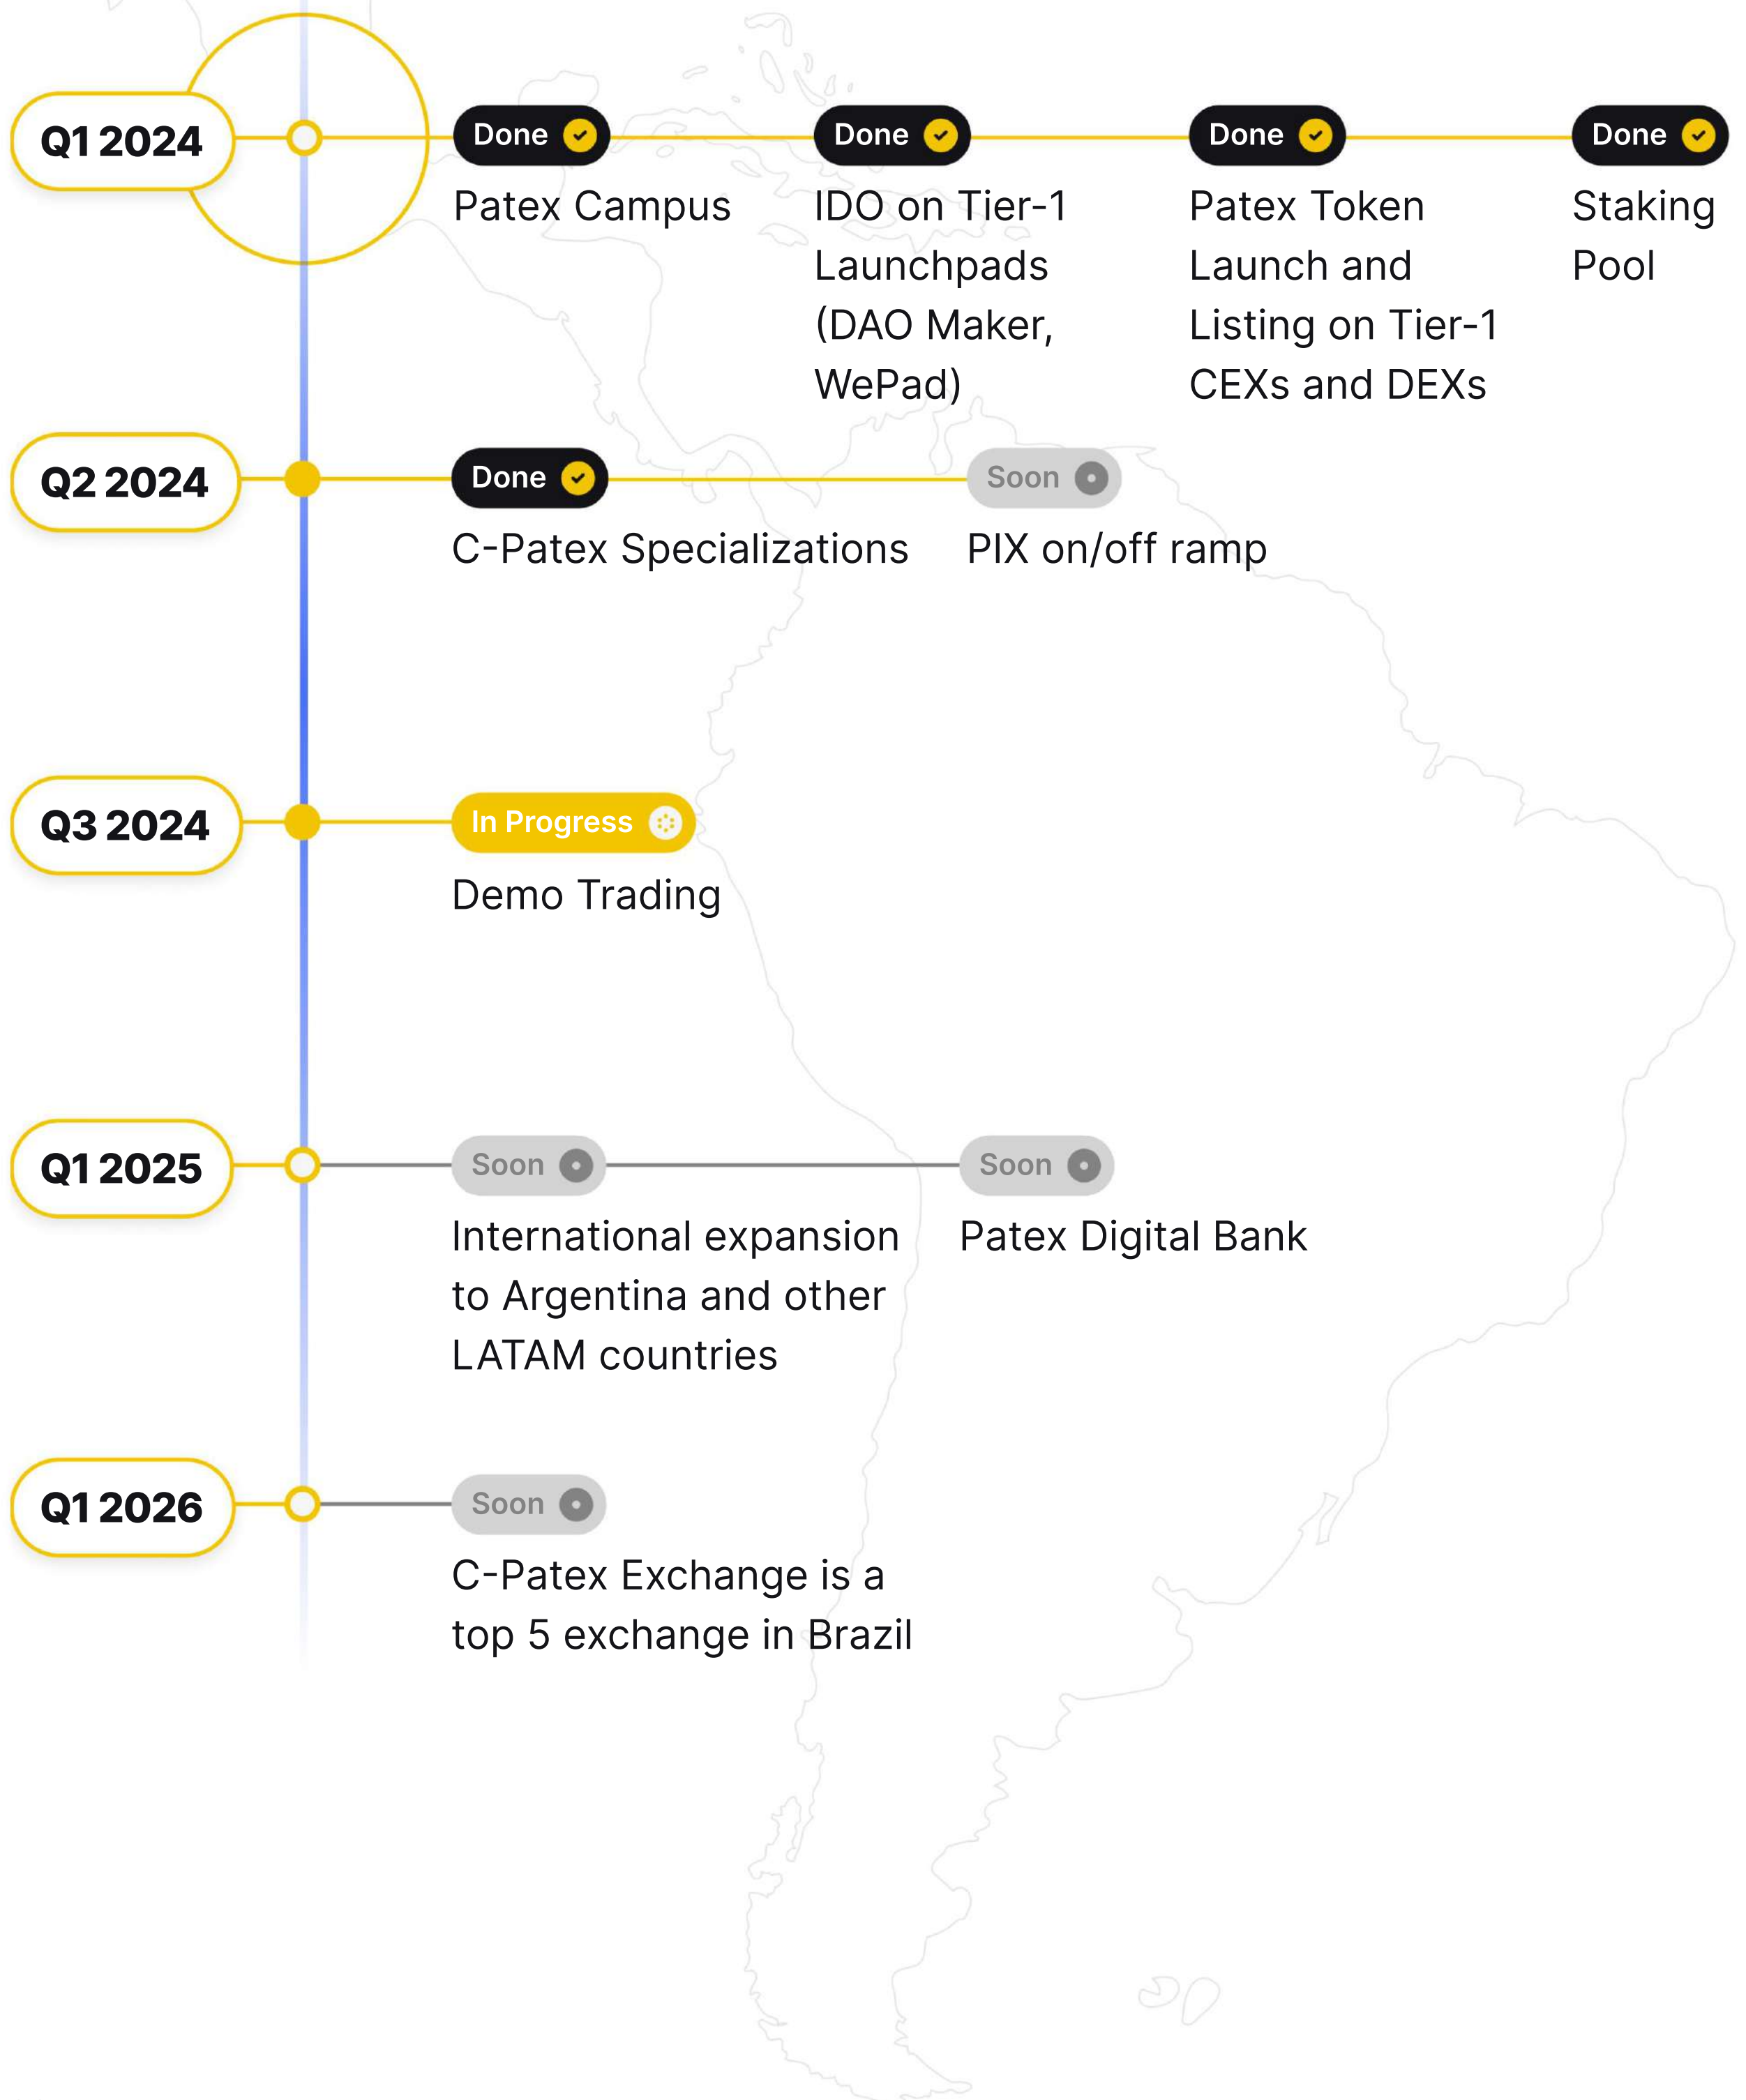 Q1 2024
Done
Patex Campus
Done
IDO on Tier-1
Launchpads
(DAO Maker,
WePad)
Done
Patex Token
Launch and
Listing on Tier-1
CEXs and DEXs
Done
Staking
Pool
Q2 2024
Done
C-Patex Specializations
Soon
PIX on/off ramp
Q3 2024
In Progress
Demo Trading
Q1 2025
Soon
International expansion
to Argentina and other
LATAM countries
Soon
Patex Digital Bank
Q1 2026
Soon
C-Patex Exchange is a
top 5 exchange in Brazil